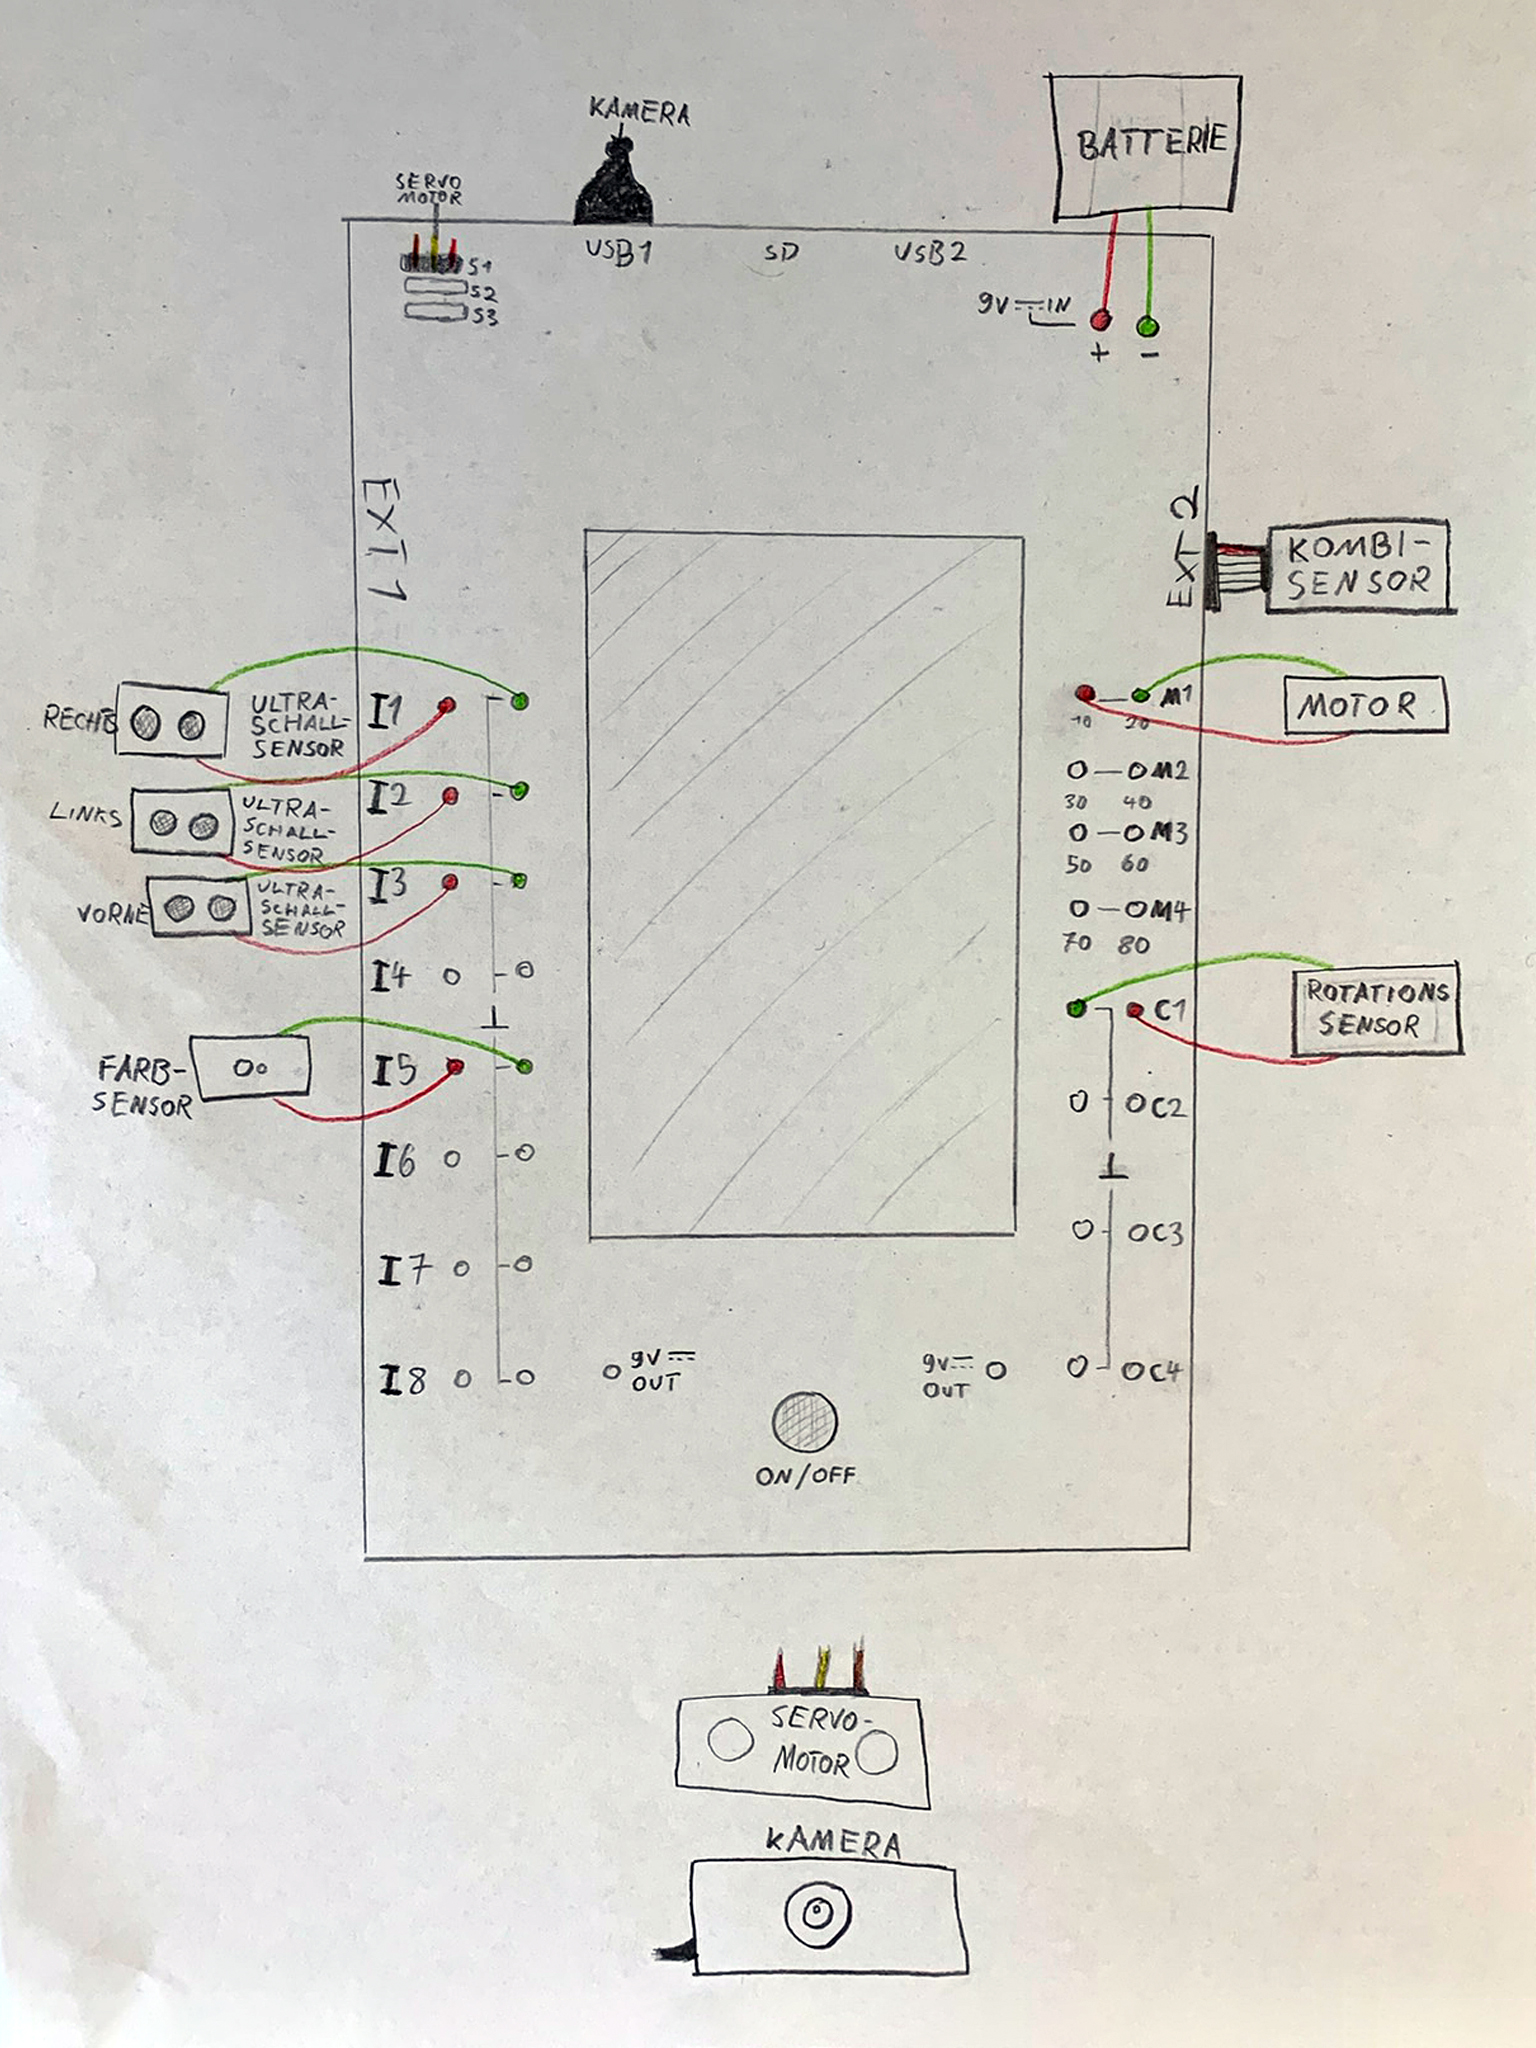 KAMERA
BATTERIE
SERVO
MOTOR
USB1
SD
USB2
S1
S2
S3
9V IN
+ -
EXT 1
EXT 2
KOMBI-
SENSOR
RECHTS
ULTRA-
SCHALL-
SENSOR
I1
M1
MOTOR
10 20
LINKS
ULTRA-
SCHALL-
SENSOR
I2
M2
30 40
M3
50 60
VORNE
ULTRA-
SCHALL-
SENSOR
I3
M4
70 80
I4
C1
ROTATIONS
SENSOR
FARB-
SENSOR
I5
C2
I6
C3
I7
I8
9V
OUT
9V
OUT
C4
ON/OFF
SERVO-
MOTOR
KAMERA